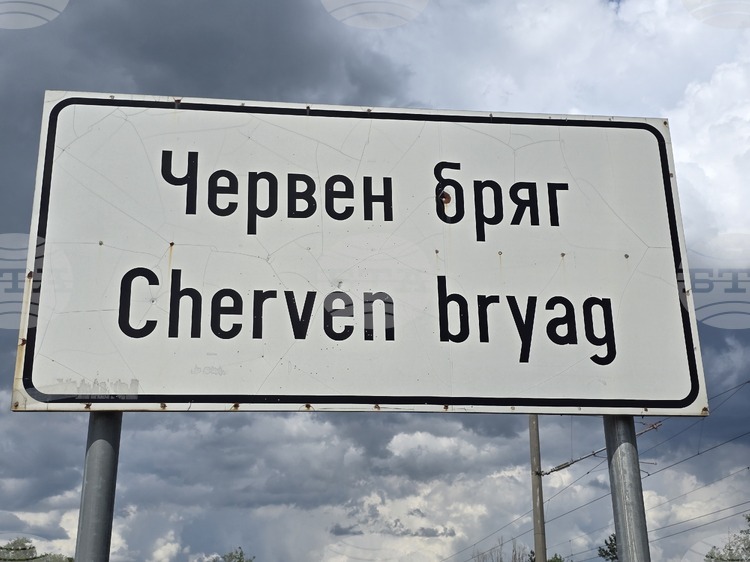 Червен бряг
Cherven bryag